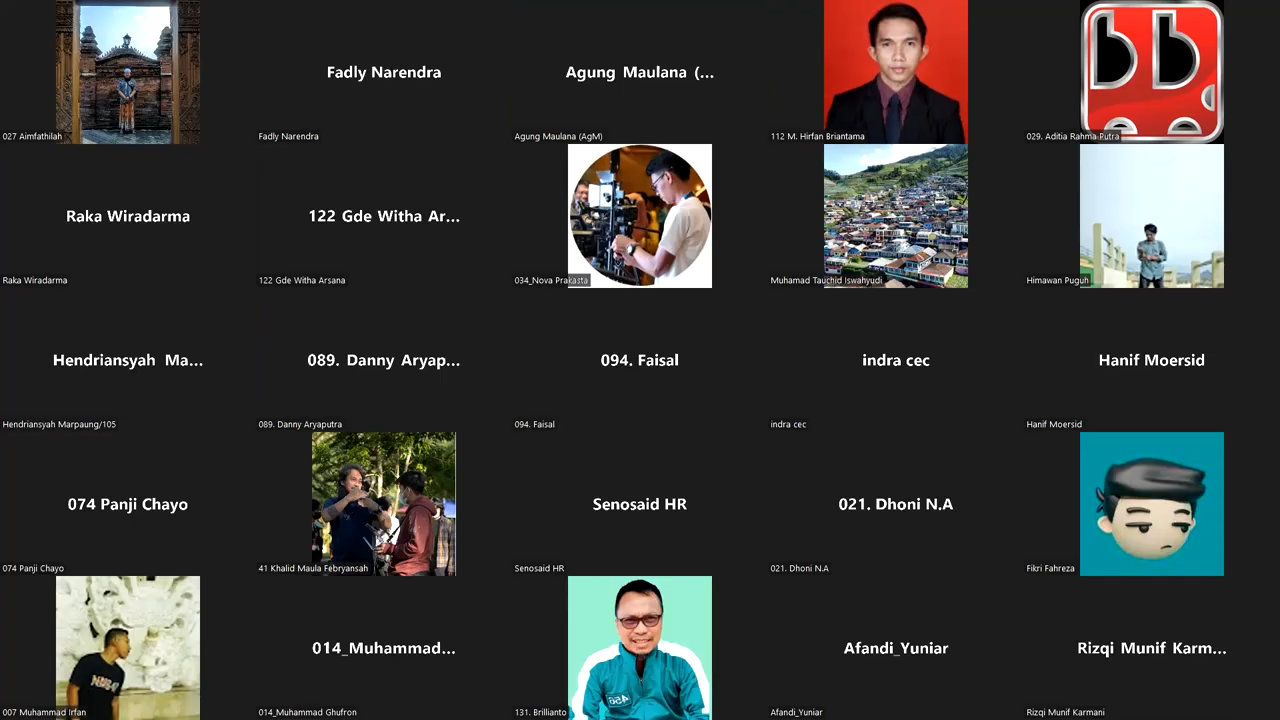 027 Aimfathilah
Fadly Narendra
Fadly Narendra
Agung Maulana (...
Agung Maulana (AgM)
112 M. Hirfan Briantama
029. Aditia Rahma Putra
Raka Wiradarma
Raka Wiradarma
122 Gde Witha Ar...
122 Gde Witha Arsana
034_Nova Prakasta
Muhamad Tauchid Iswahyudi
Himawan Puguh
Hendriansyah Ma...
Hendriansyah Marpaung/105
089. Danny Aryap...
089. Danny Aryaputra
094. Faisal
094. Faisal
indra cec
indra cec
Hanif Moersid
Hanif Moersid
074 Panji Chayo
074 Panji Chayo
41 Khalid Maula Febryansah
Senosaid HR
Senosaid HR
021. Dhoni N.A
021. Dhoni N.A
Fikri Fahreza
007 Muhammad Irfan
014_Muhammad...
014_Muhammad Ghufron
131. Brillianto
Afandi_Yuniar
Afandi_Yuniar
Rizqi Munif Karm...
Rizqi Munif Karmani